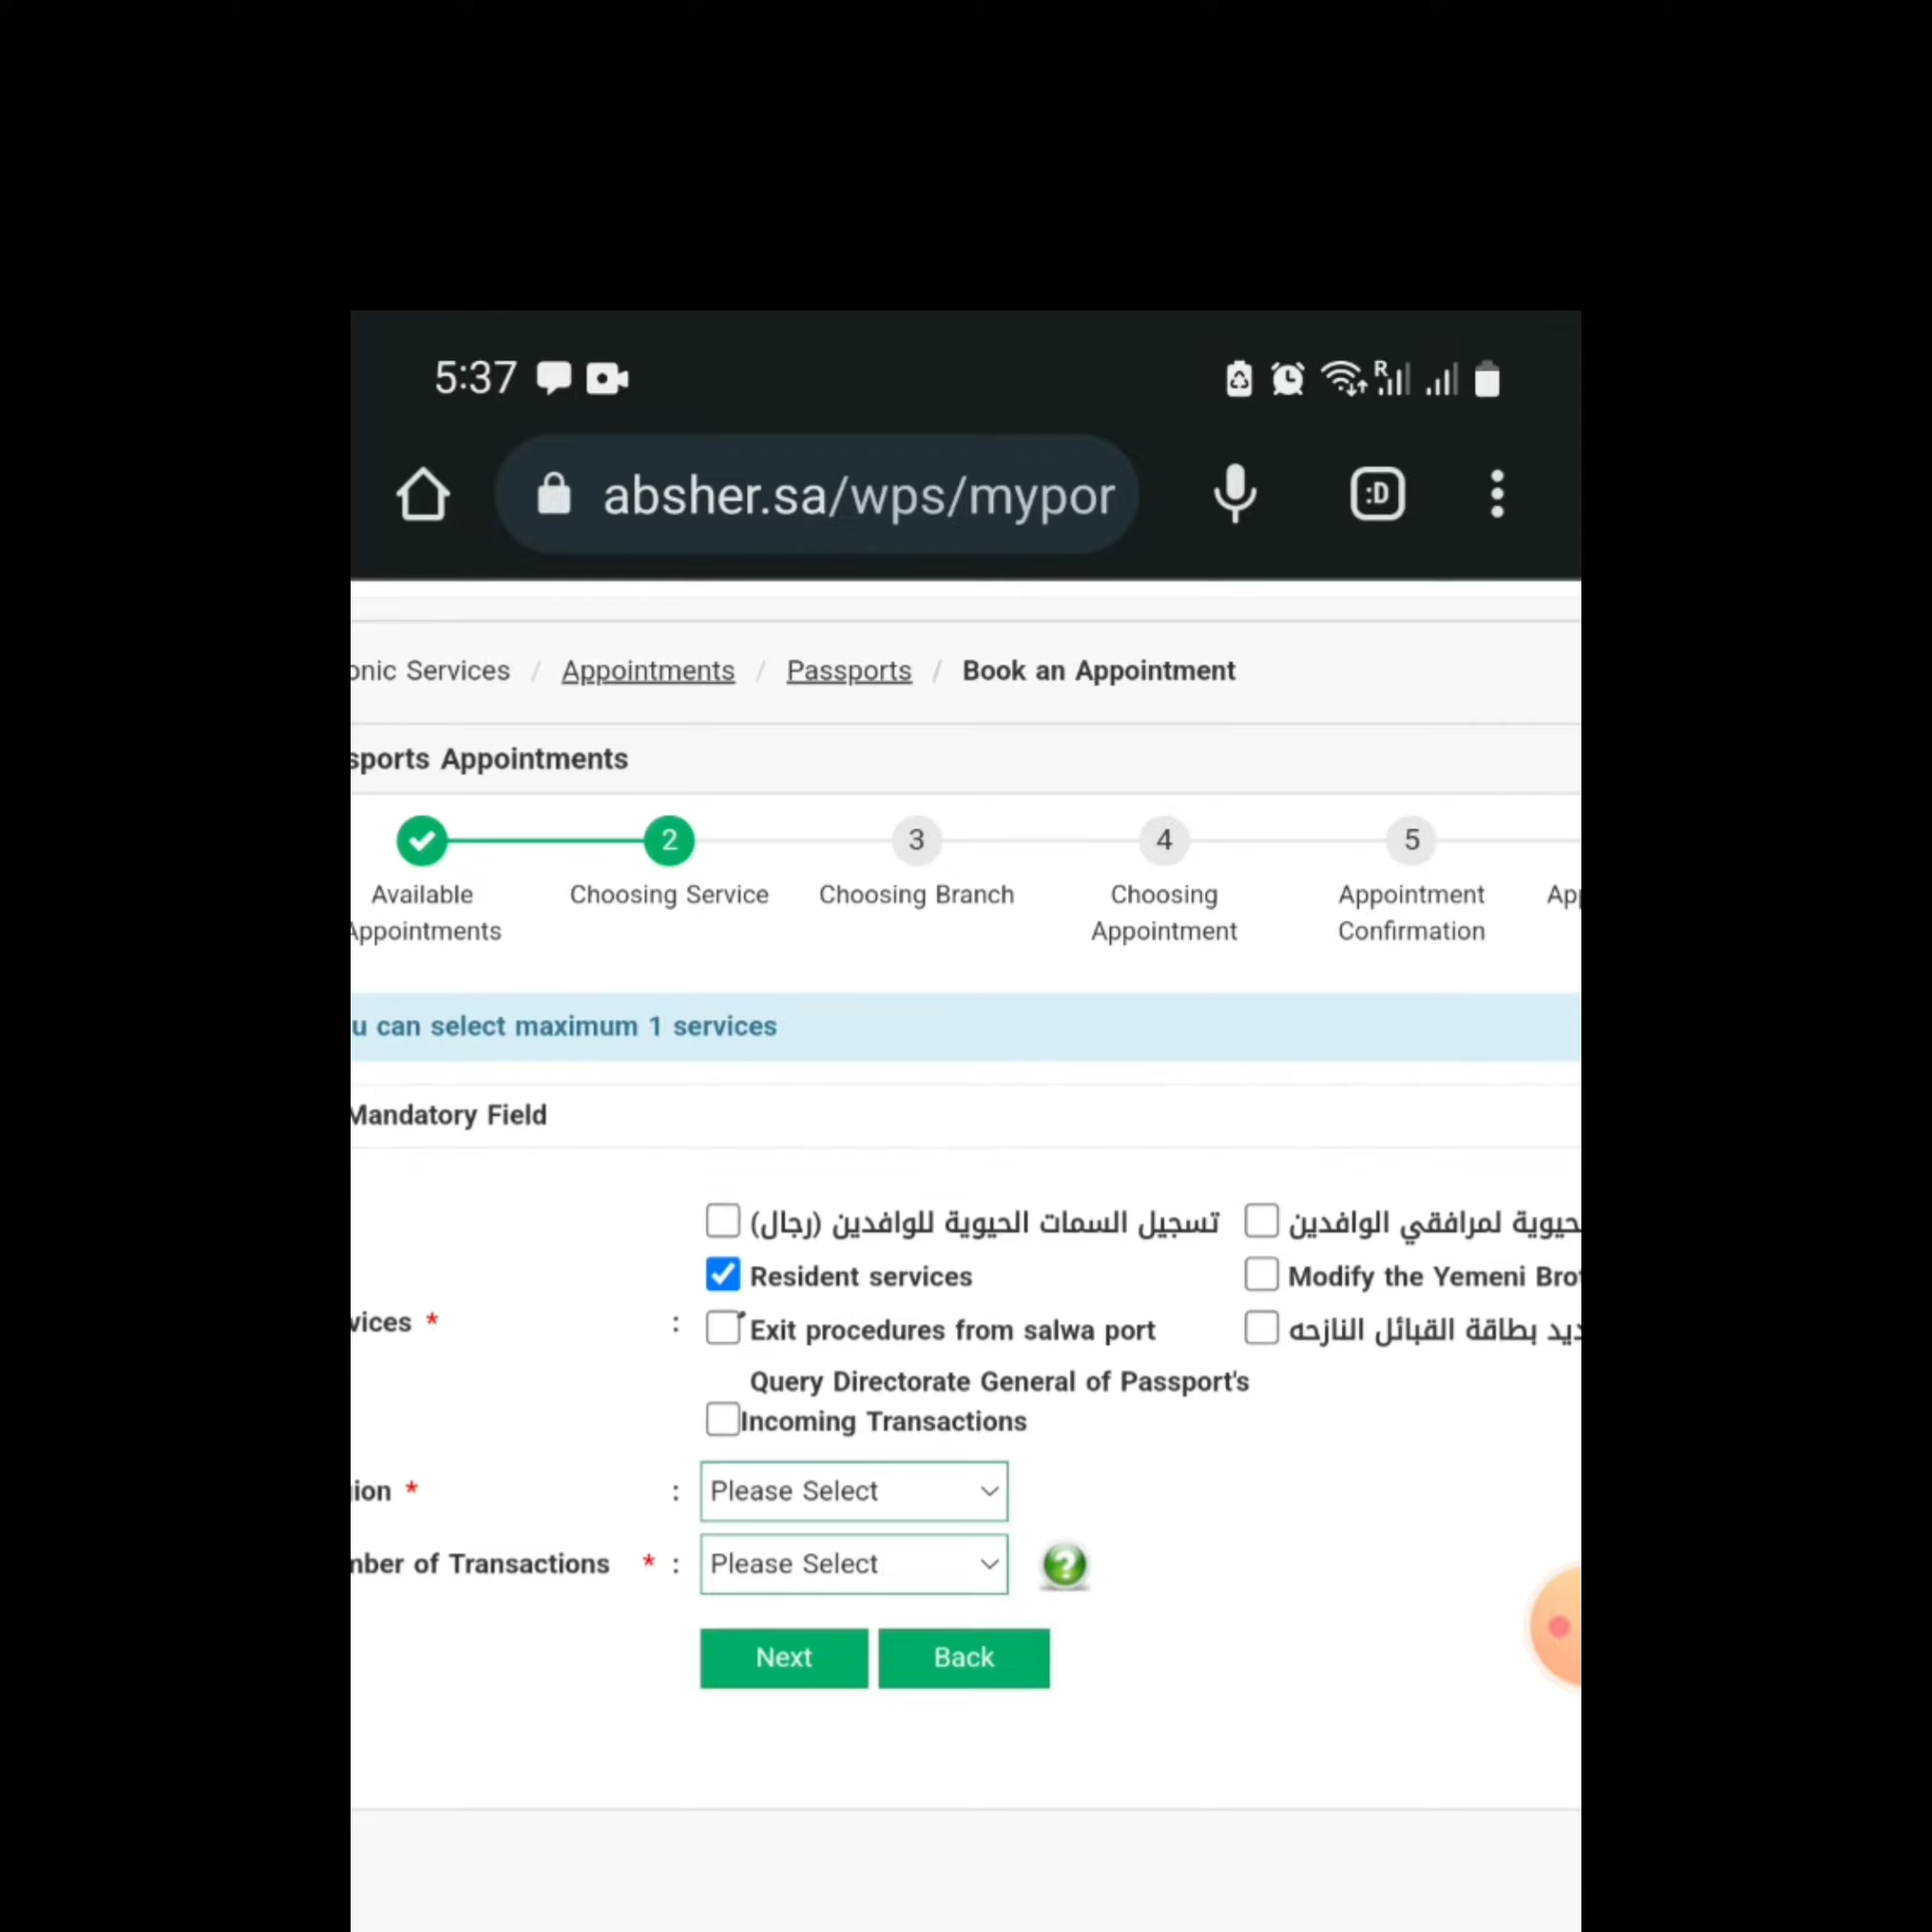 5:37
R
absher.sa/wps/mypor
:D
onic Services / Appointments / Passports / Book an Appointment
sports Appointments
2 3 4 5
Available Appointments
Choosing Service
Choosing Branch
Choosing Appointment
Appointment Confirmation
u can select maximum 1 services
Mandatory Field
تسجيل السمات الحيوية للوافدين (رجال)
حيوية لمرافقي الوافدين
Resident services
Modify the Yemeni Bro
vices * :
Exit procedures from salwa port
ديد بطاقة القبائل النازحه
Query Directorate General of Passport's
Incoming Transactions
ion * : Please Select
mber of Transactions * : Please Select ?
Next Back